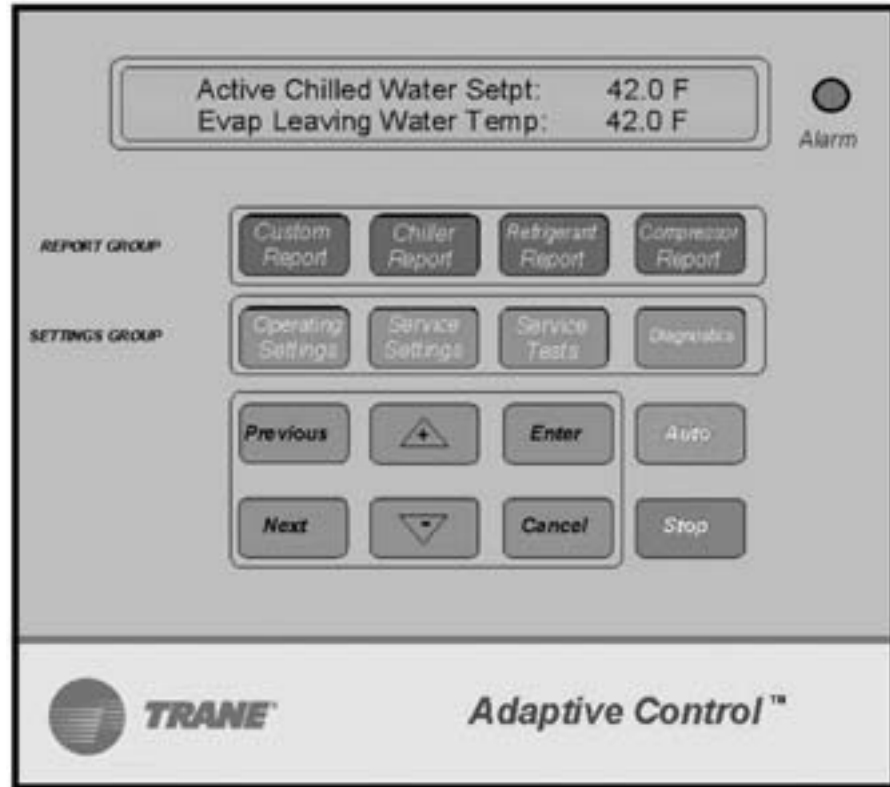 Active Chilled Water Setpt: 42.0 F
Evap Leaving Water Temp: 42.0 F
Alarm
REPORT GROUP
Custom Report
Chiller Report
Refrigerant Report
Compressor Report
SETTINGS GROUP
Operating Settings
Service Settings
Service Tests
Diagnostics
Previous
+
Enter
Auto
Next
-
Cancel
Stop
TRANE
Adaptive Control™